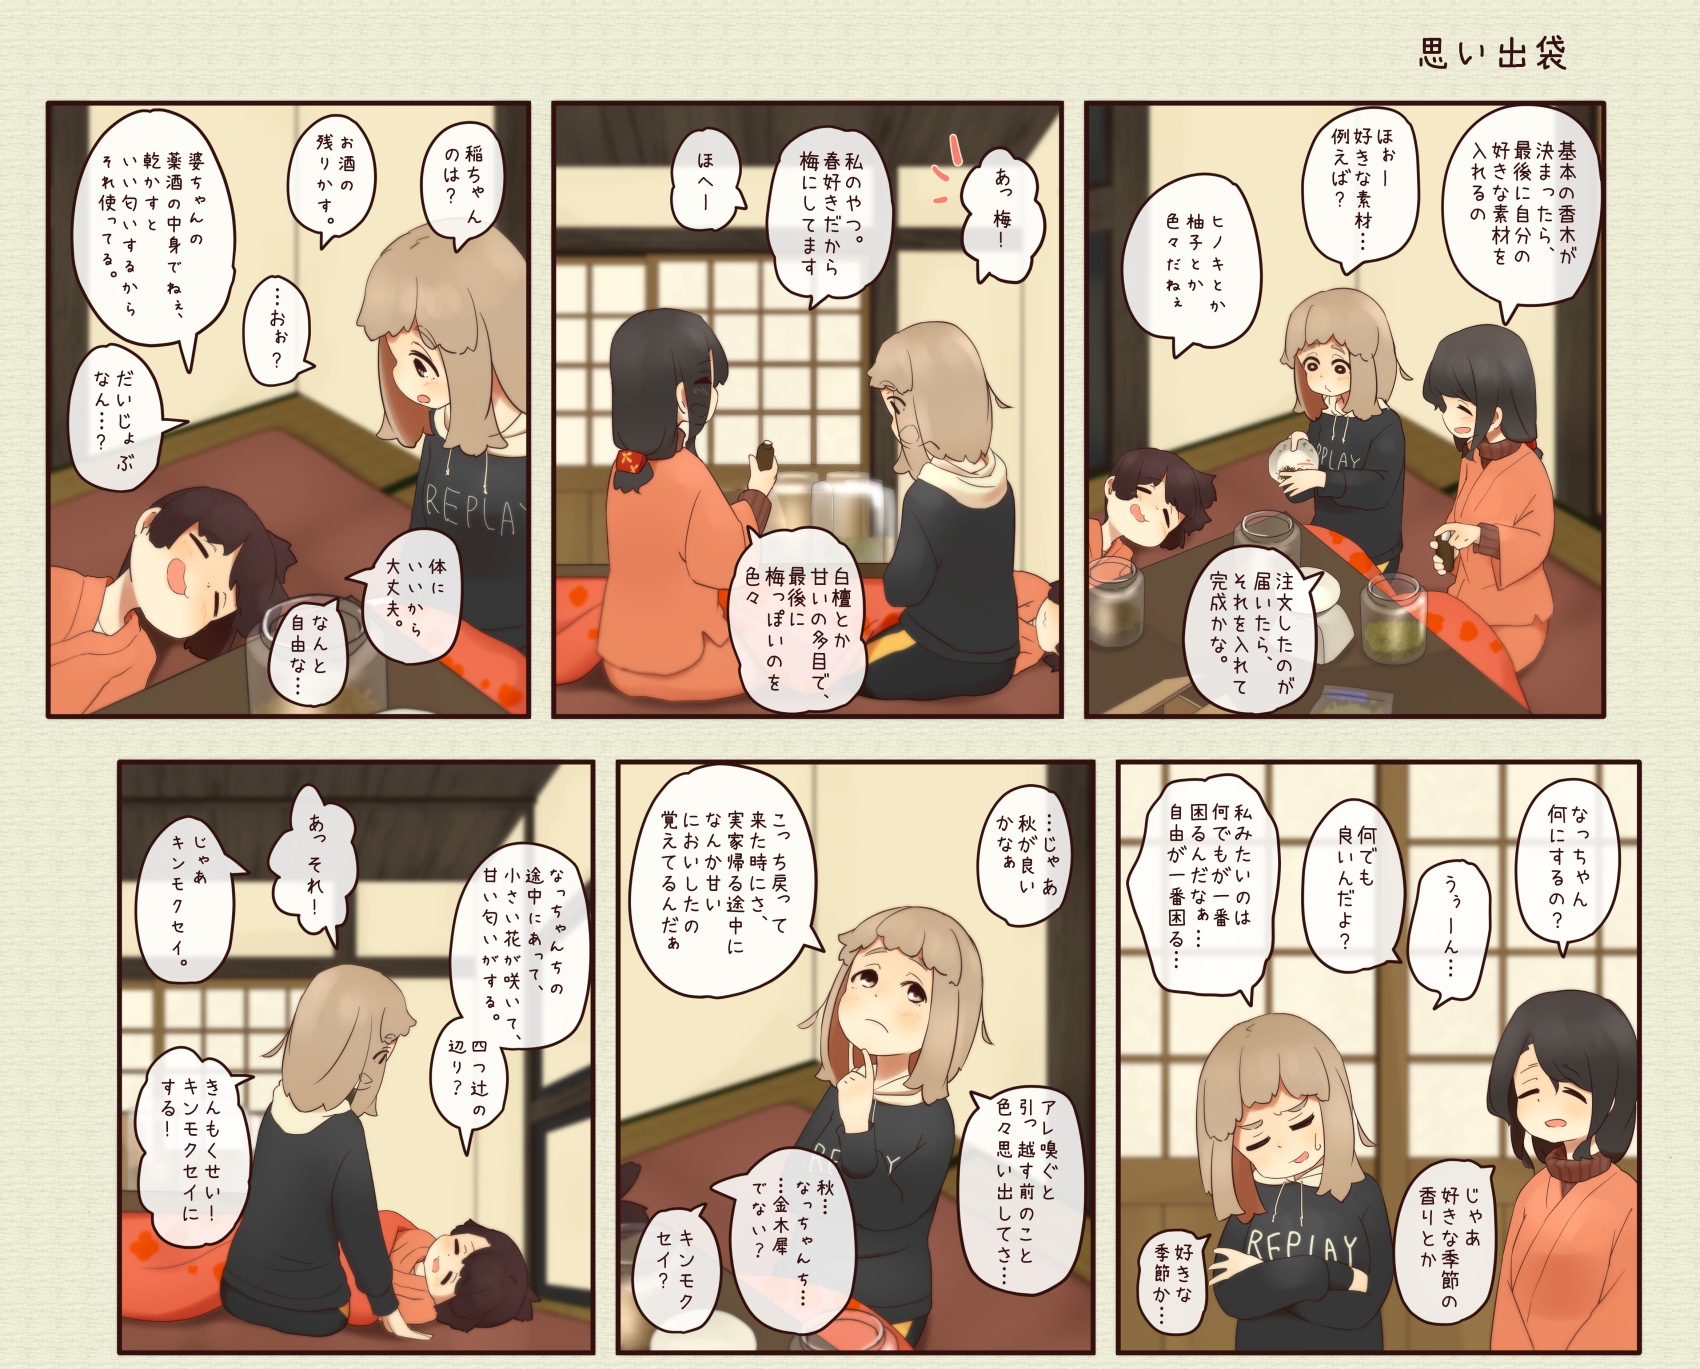 思い出袋
基本の香木が
決まったら、
最後に自分の
好きな素材を
入れるの
ほぉー
好きな素材…
例えば？
ヒノキとか
柚子とか
色々だねぇ
注文したのが
届いたら、
それを入れて
完成かな。
REPLAY
あっ 梅！
私のやつ。
春好きだから
梅にしてます
ほへー
白檀とか
甘いの多目で、
最後に
梅っぽいのを
色々
稲ちゃん
のは？
お酒の
残りかす。
…おぉ？
婆ちゃんの
薬酒の中身でねぇ、
乾かすと
いい匂いするから
それ使ってる。
だいじょぶ
なん…？
体に
いいから
大丈夫。
なんと
自由な…
REPLAY
なっちゃん
何にするの？
うぅーん…
何でも
良いんだよ？
私みたいのは
何でもが一番
困るんだなぁ…
自由が一番困る…
じゃあ
好きな季節の
香りとか
好きな
季節か…
REPLAY
…じゃあ
秋が良い
かなぁ
こっち戻って
来た時にさ、
実家帰る途中に
なんか甘い
においしたの
覚えてるんだぁ
アレ嗅ぐと
引っ越す前のこと
色々思い出してさ…
秋…
なっちゃんち…
…金木犀
でない？
キンモク
セイ？
REPLAY
なっちゃんちの
途中にあって、
小さい花が咲いて、
甘い匂いがする。
四つ辻の
辺り？
あっ それ！
じゃあ
キンモクセイ。
きんもくせい！
キンモクセイに
する！